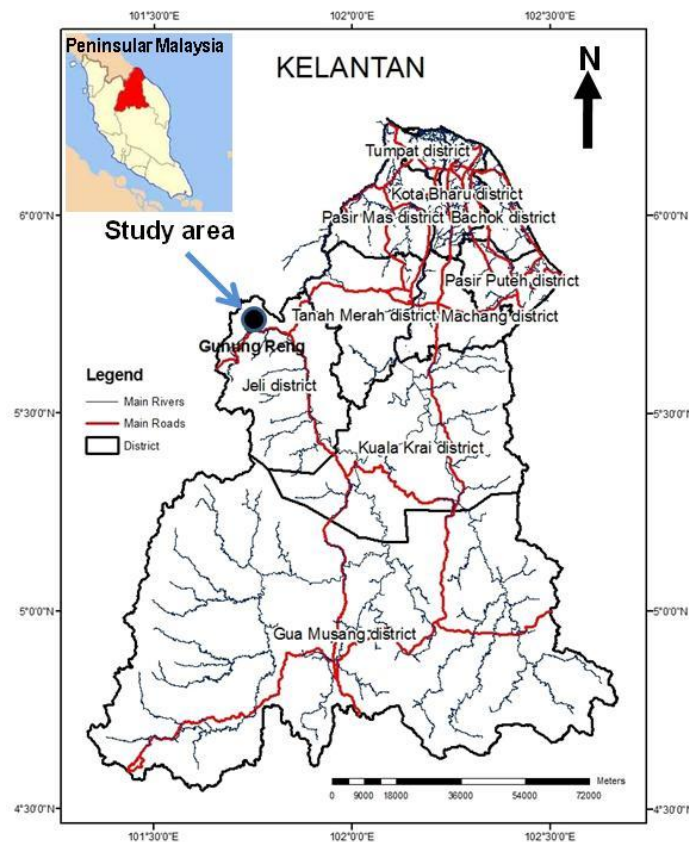 101°30'0"E
102°0'0"E
102°30'0"E
Peninsular Malaysia
KELANTAN
N
Tumpat district
Kota Bharu district
6°0'0"N
Pasir Mas district
Bachok district
6°0'0"N
Study area
Pasir Puteh district
Tanah Merah district
Machang district
Gunung Reng
Legend
Main Rivers
Main Roads
District
Jeli district
5°30'0"N
5°30'0"N
Kuala Krai district
5°0'0"N
5°0'0"N
Gua Musang district
Meters
0 9000 18000 36000 54000 72000
4°30'0"N
4°30'0"N
101°30'0"E
102°0'0"E
102°30'0"E